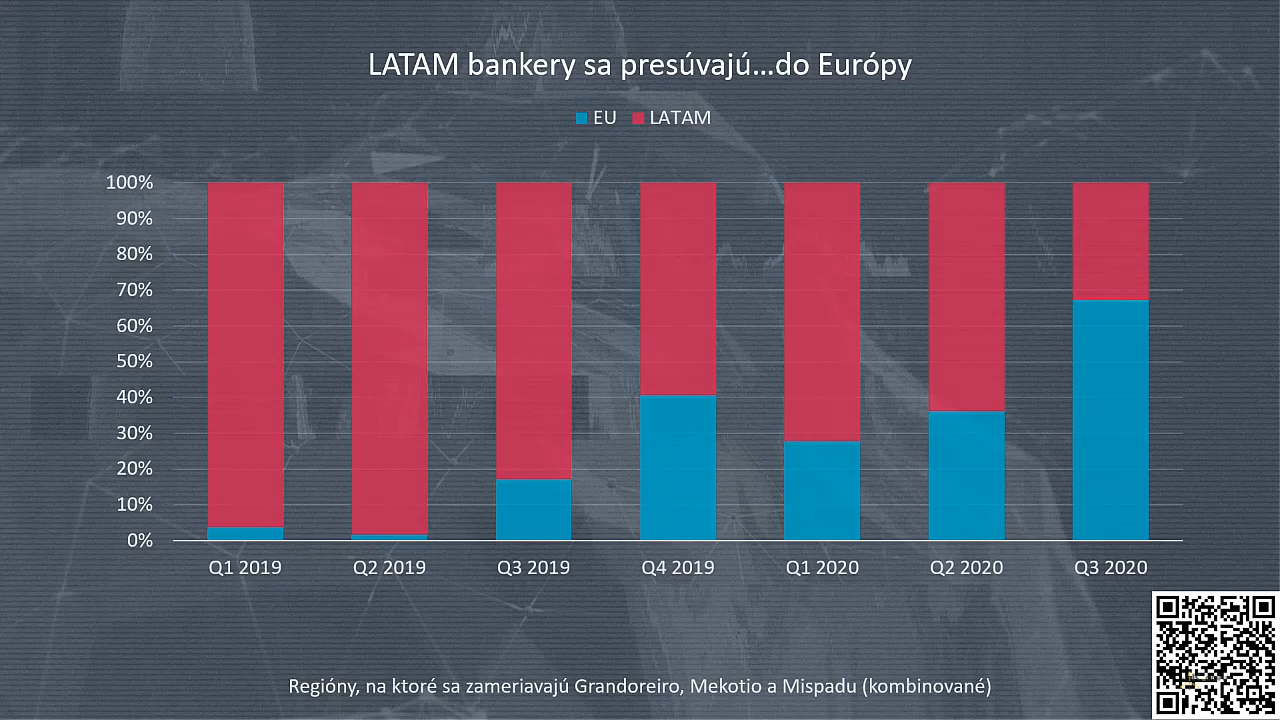 LATAM bankery sa presúvajú...do Európy
EU LATAM
100%
90%
80%
70%
60%
50%
40%
30%
20%
10%
0%
Q1 2019 Q2 2019 Q3 2019 Q4 2019 Q1 2020 Q2 2020 Q3 2020
Regióny, na ktoré sa zameriavajú Grandoreiro, Mekotio a Mispadu (kombinované)